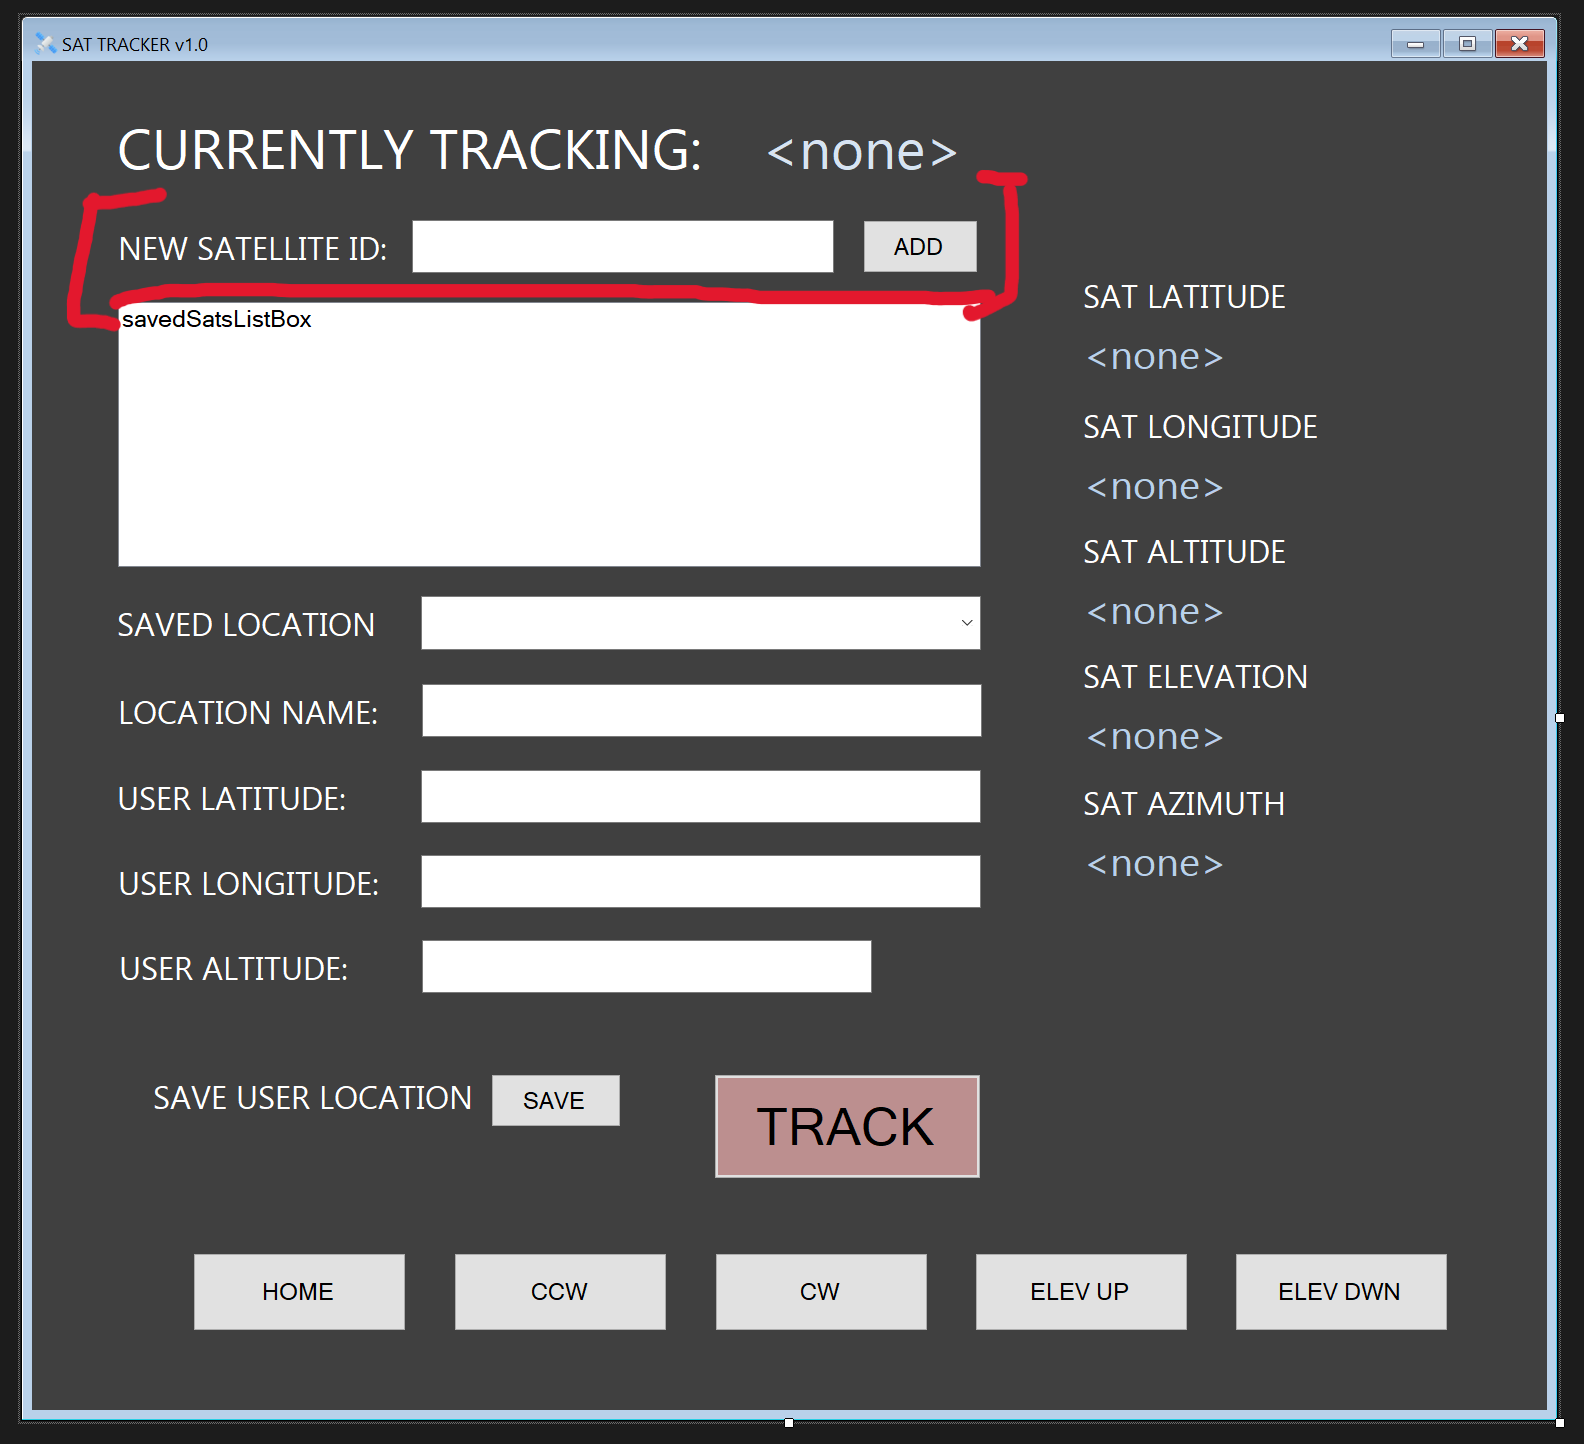 SAT TRACKER v1.0
CURRENTLY TRACKING: <none>
NEW SATELLITE ID: ADD
savedSatsListBox
SAVED LOCATION
LOCATION NAME:
USER LATITUDE:
USER LONGITUDE:
USER ALTITUDE:
SAVE USER LOCATION SAVE
TRACK
SAT LATITUDE
<none>
SAT LONGITUDE
<none>
SAT ALTITUDE
<none>
SAT ELEVATION
<none>
SAT AZIMUTH
<none>
HOME CCW CW ELEV UP ELEV DWN